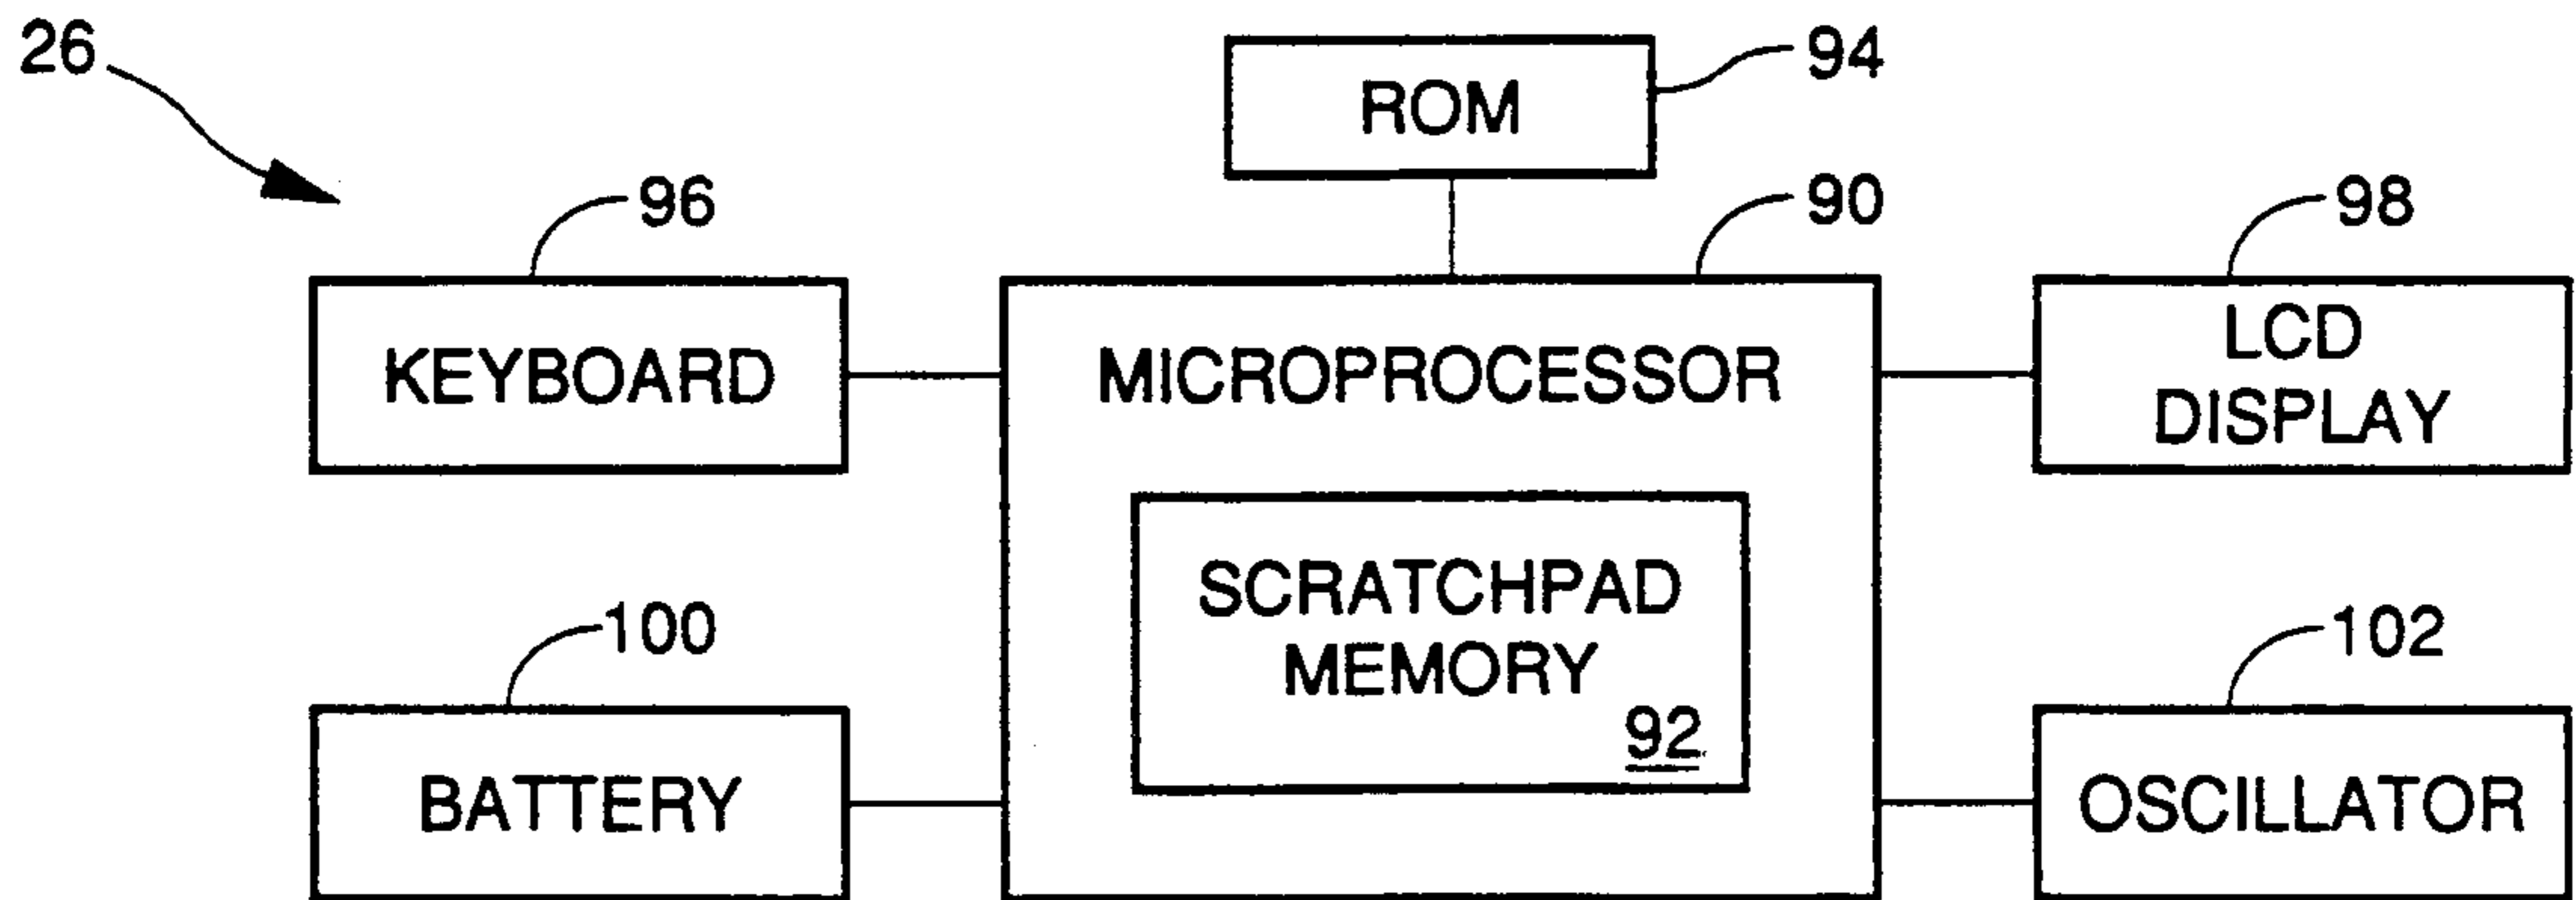 26
ROM
94
96
90
98
KEYBOARD
MICROPROCESSOR
LCD
DISPLAY
SCRATCHPAD
MEMORY
92
100
102
BATTERY
OSCILLATOR